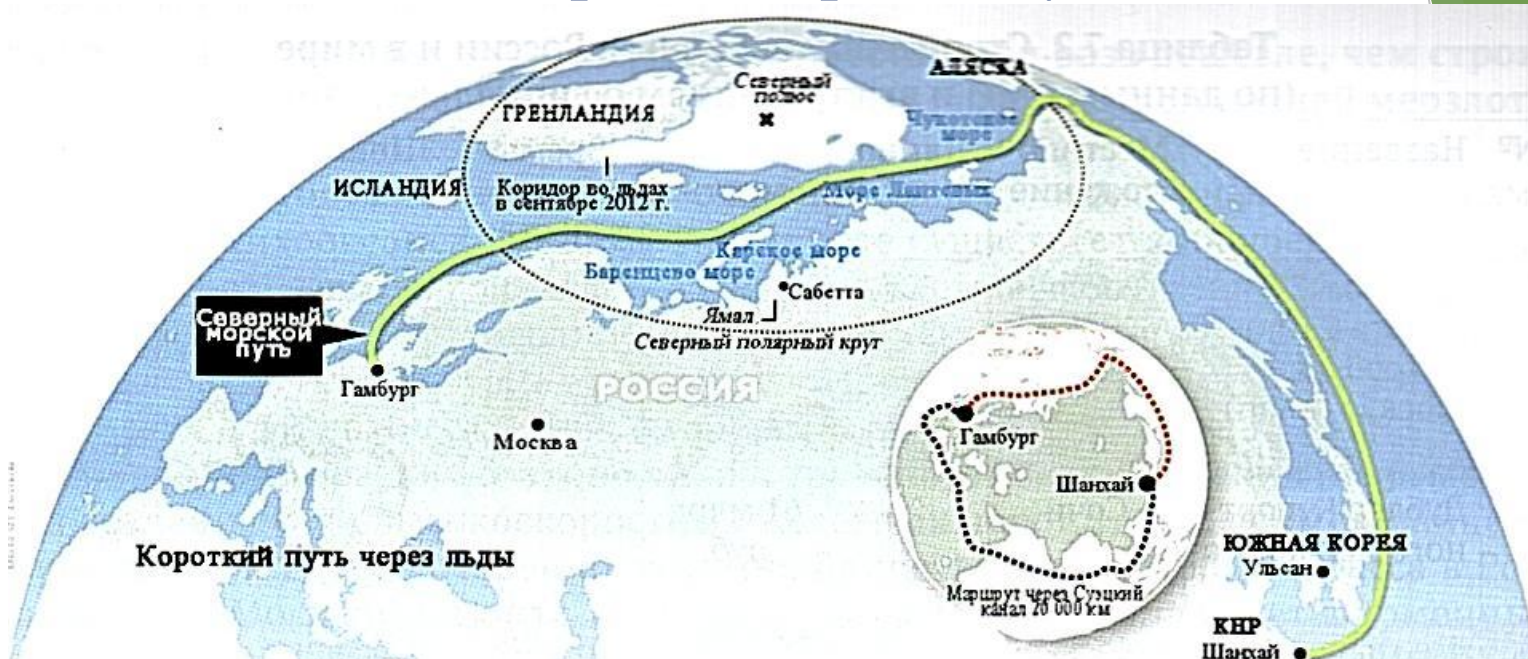 АЛЯСКА
Северный
полюс
ГРЕНЛАНДИЯ
Чукотское
море
ИСЛАНДИЯ
Коридор во льдах
в сентябре 2012 г.
Море Лаптевых
Карское море
Баренцево море
Сабетта
Ямал
Северный полярный круг
Северный
морской
путь
Гамбург
РОССИЯ
Москва
Гамбург
Шанхай
Маршрут через Суэцкий
канал 20 000 км
Короткий путь через льды
ЮЖНАЯ КОРЕЯ
Ульсан
КНР
Шанхай